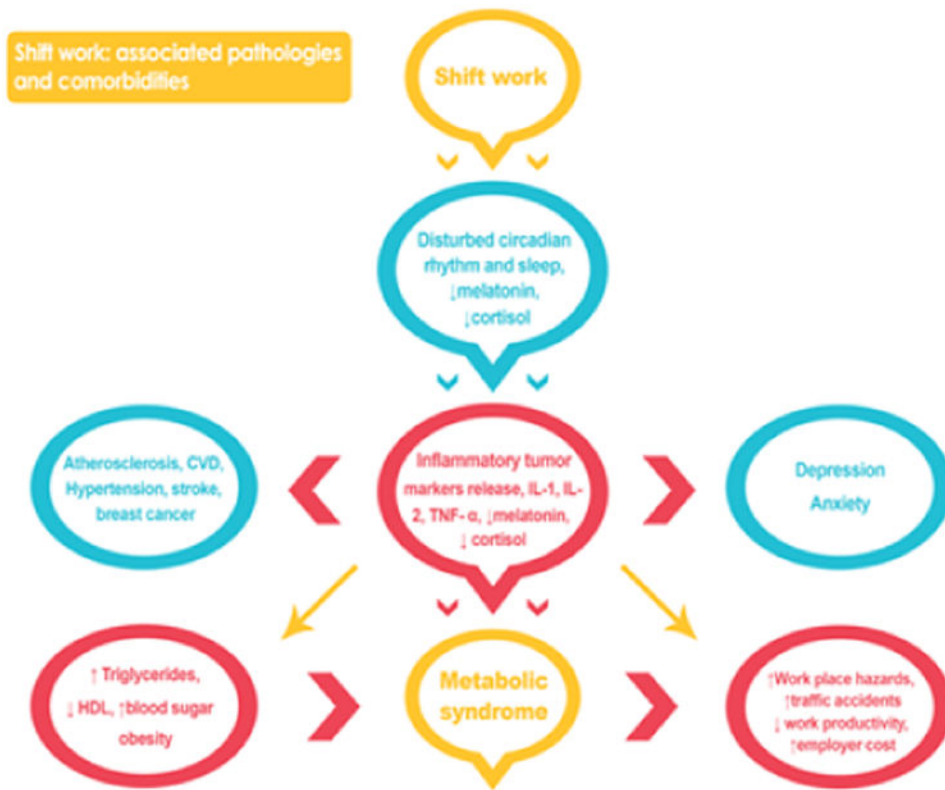 Shift work: associated pathologies
and comorbidities
Shift work
Disturbed circadian
rhythm and sleep,
↓melatonin,
↓cortisol
Atherosclerosis, CVD,
Hypertension, stroke,
breast cancer
Inflammatory tumor
markers release, IL-1, IL-
2, TNF- α, ↓melatonin,
↓ cortisol
Depression
Anxiety
↑ Triglycerides,
↓ HDL, ↑blood sugar
obesity
Metabolic
syndrome
↑Work place hazards,
↑traffic accidents
↓ work productivity,
↑employer cost